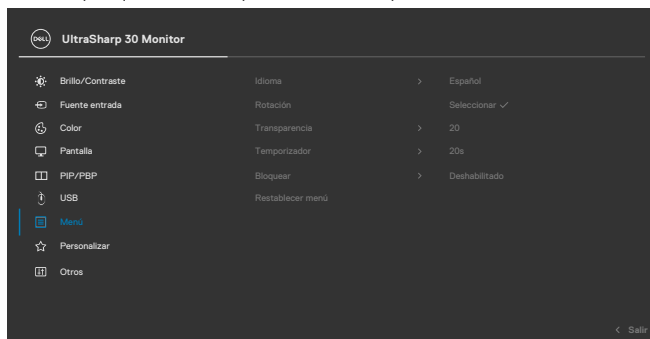 DELL UltraSharp 30 Monitor
Brillo/Contraste Idioma > Español
Fuente entrada Rotación Seleccionar ✓
Color Transparencia > 20
Pantalla Temporizador > 20s
PIP/PBP Bloquear > Deshabilitado
USB Restablecer menú
Menú
Personalizar
Otros
< Salir